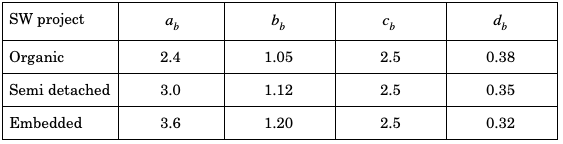 SW project a_b b_b c_b d_b
Organic 2.4 1.05 2.5 0.38
Semi detached 3.0 1.12 2.5 0.35
Embedded 3.6 1.20 2.5 0.32